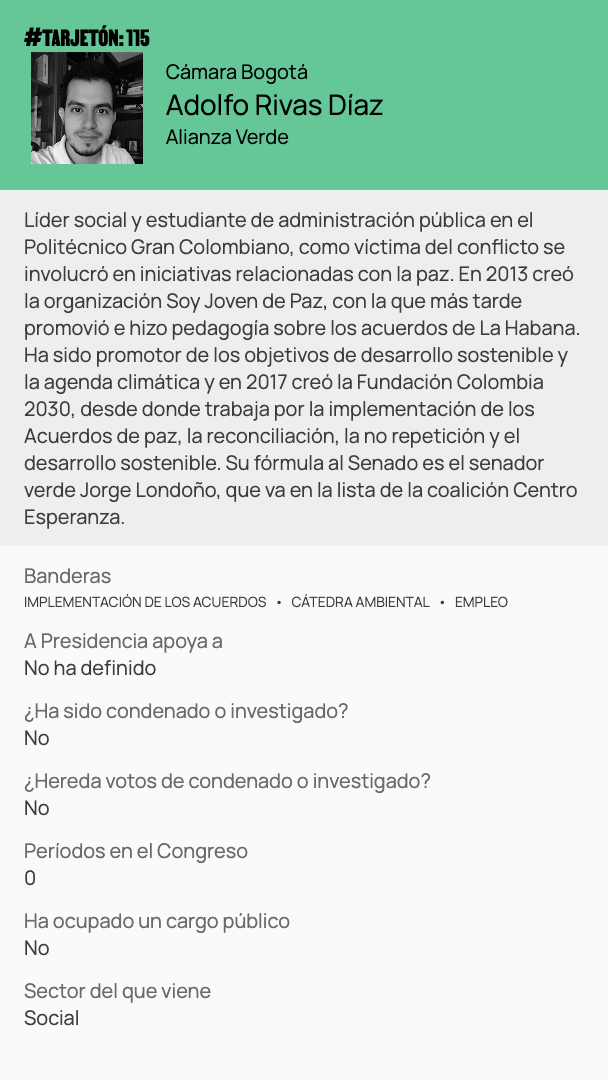 #TARJETÓN: 115
Cámara Bogotá
Adolfo Rivas Díaz
Alianza Verde
Líder social y estudiante de administración pública en el
Politécnico Gran Colombiano, como víctima del conflicto se
involucró en iniciativas relacionadas con la paz. En 2013 creó
la organización Soy Joven de Paz, con la que más tarde
promovió e hizo pedagogía sobre los acuerdos de La Habana.
Ha sido promotor de los objetivos de desarrollo sostenible y
la agenda climática y en 2017 creó la Fundación Colombia
2030, desde donde trabaja por la implementación de los
Acuerdos de paz, la reconciliación, la no repetición y el
desarrollo sostenible. Su fórmula al Senado es el senador
verde Jorge Londoño, que va en la lista de la coalición Centro
Esperanza.
Banderas
IMPLEMENTACIÓN DE LOS ACUERDOS • CÁTEDRA AMBIENTAL • EMPLEO
A Presidencia apoya a
No ha definido
¿Ha sido condenado o investigado?
No
¿Hereda votos de condenado o investigado?
No
Períodos en el Congreso
0
Ha ocupado un cargo público
No
Sector del que viene
Social